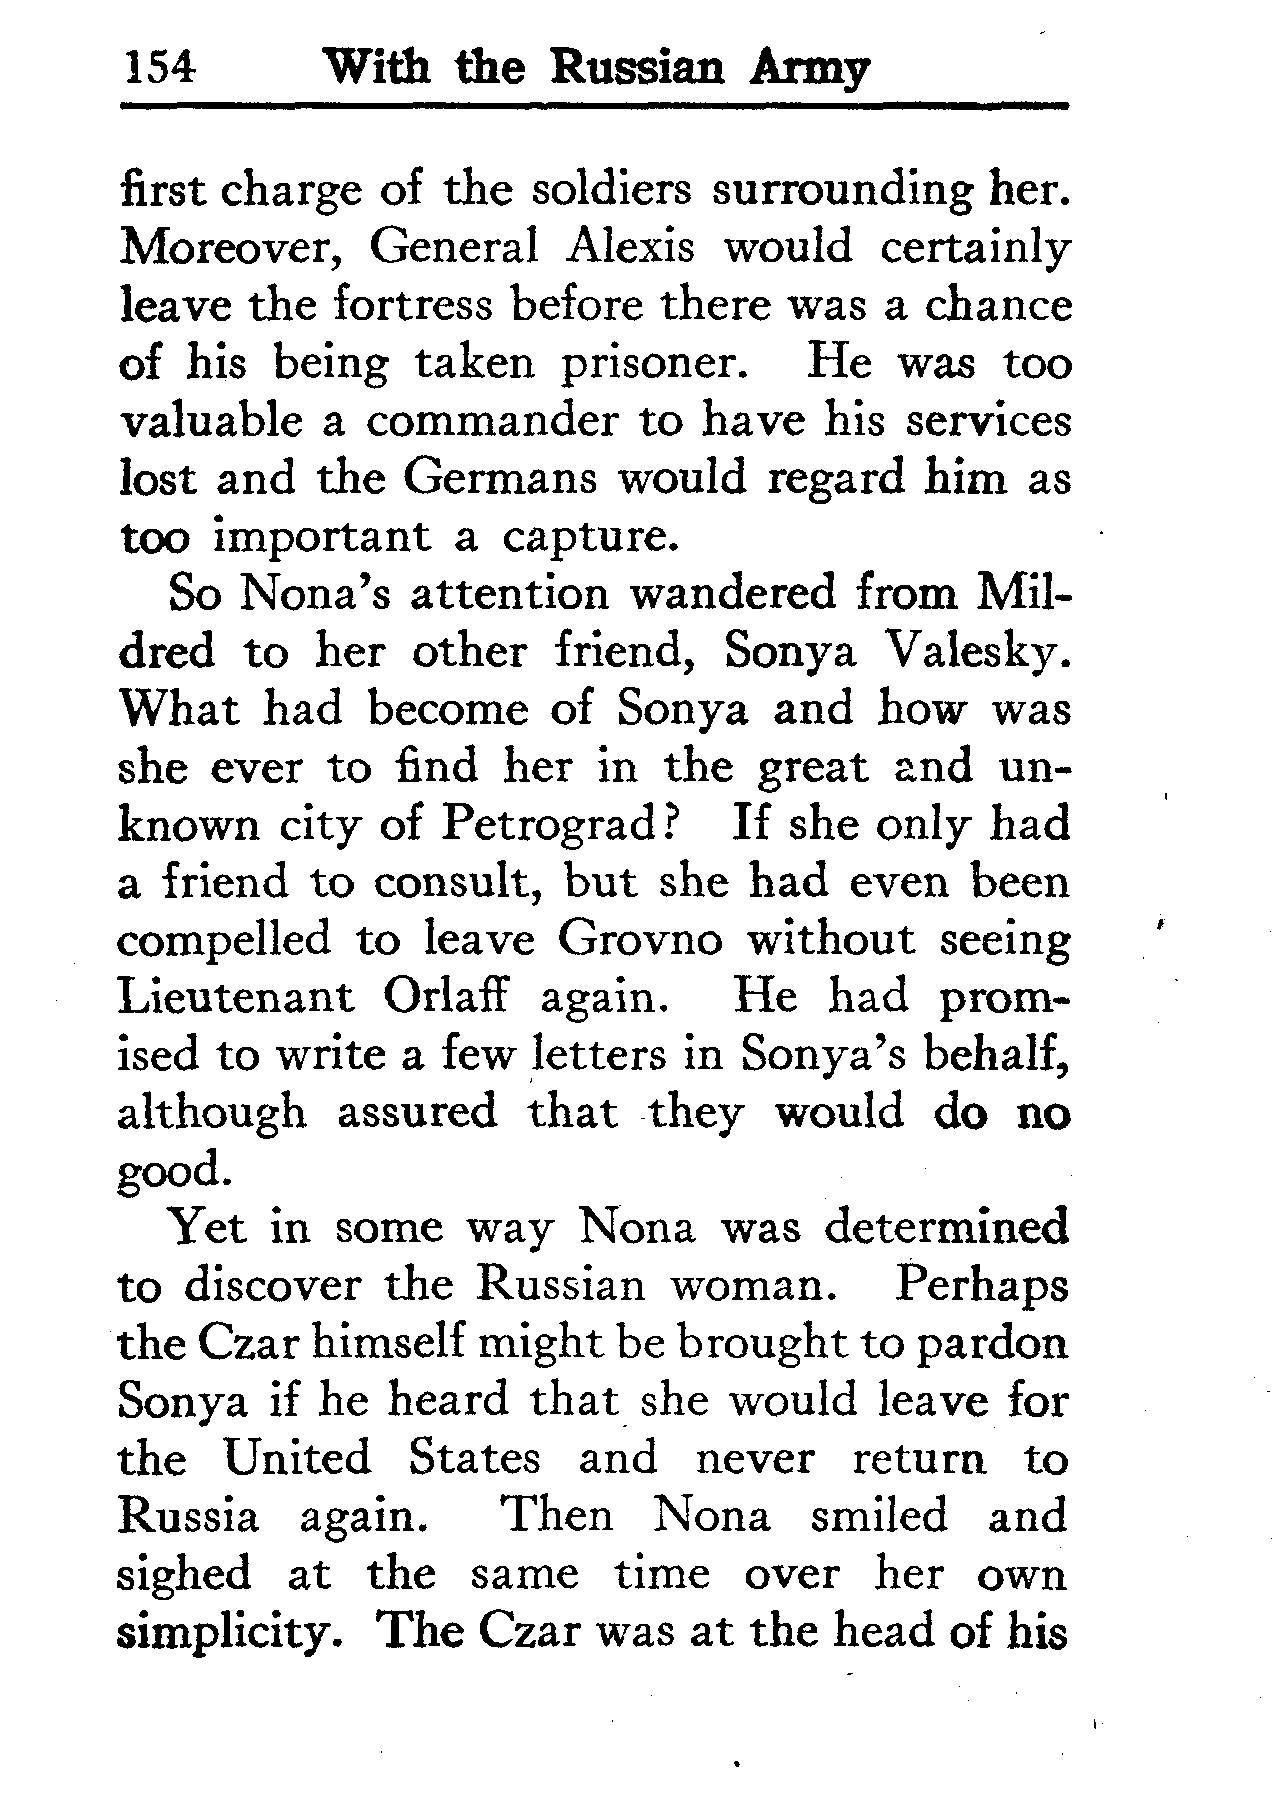 154 With the Russian Army
first charge of the soldiers surrounding her.
Moreover, General Alexis would certainly
leave the fortress before there was a chance
of his being taken prisoner. He was too
valuable a commander to have his services
lost and the Germans would regard him as
too important a capture.
So Nona's attention wandered from Mil-
dred to her other friend, Sonya Valesky.
What had become of Sonya and how was
she ever to find her in the great and un-
known city of Petrograd? If she only had
a friend to consult, but she had even been
compelled to leave Grovno without seeing
Lieutenant Orlaff again. He had prom-
ised to write a few letters in Sonya's behalf,
although assured that they would do no
good.
Yet in some way Nona was determined
to discover the Russian woman. Perhaps
the Czar himself might be brought to pardon
Sonya if he heard that she would leave for
the United States and never return to
Russia again. Then Nona smiled and
sighed at the same time over her own
simplicity. The Czar was at the head of his